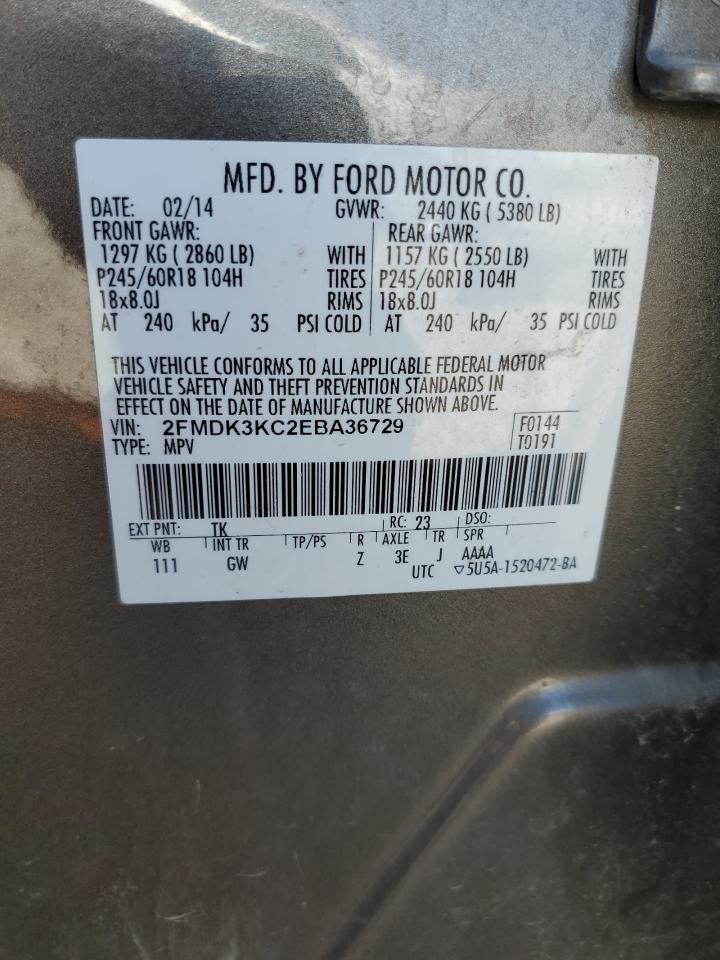 MFD. BY FORD MOTOR CO.
DATE: 02/14 GVWR: 2440 KG ( 5380 LB)
FRONT GAWR: REAR GAWR:
1297 KG ( 2860 LB) WITH 1157 KG ( 2550 LB) WITH
P245/60R18 104H TIRES P245/60R18 104H TIRES
18x8.0J RIMS 18x8.0J RIMS
AT 240 kPa/ 35 PSI COLD AT 240 kPa/ 35 PSI COLD
THIS VEHICLE CONFORMS TO ALL APPLICABLE FEDERAL MOTOR
VEHICLE SAFETY AND THEFT PREVENTION STANDARDS IN
EFFECT ON THE DATE OF MANUFACTURE SHOWN ABOVE.
VIN: 2FMDK3KC2EBA36729 F0144
TYPE: MPV T0191
EXT PNT: TK RC: 23 DSO:
WB INT TR TP/PS R AXLE TR SPR
111 GW Z 3E J AAAA
UTC ▽5U5A-1520472-BA